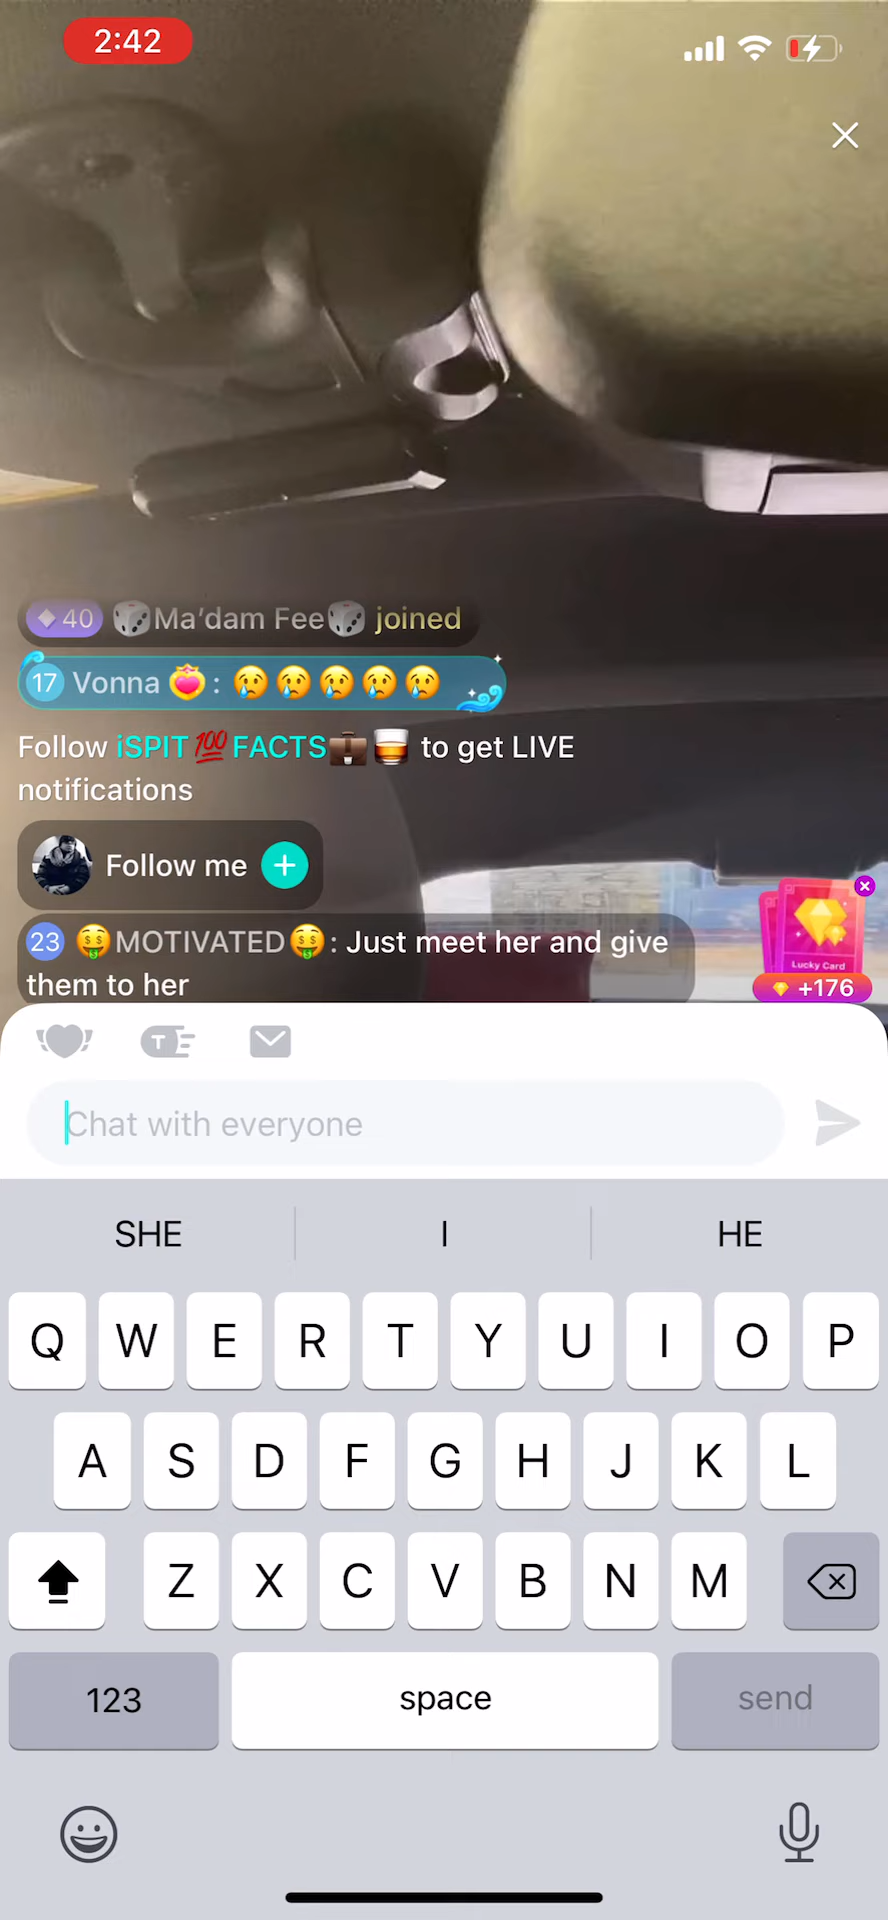 2:42
40 🎲Ma’dam Fee🎲 joined
17 Vonna 💝 : 😢 😢 😢 😢 😢
Follow iSPIT💯FACTS💼🥃 to get LIVE
notifications
Follow me +
23 🤑MOTIVATED🤑: Just meet her and give
them to her
Lucky Card
+176
Chat with everyone
SHE I HE
Q W E R T Y U I O P
A S D F G H J K L
Z X C V B N M
123 space send